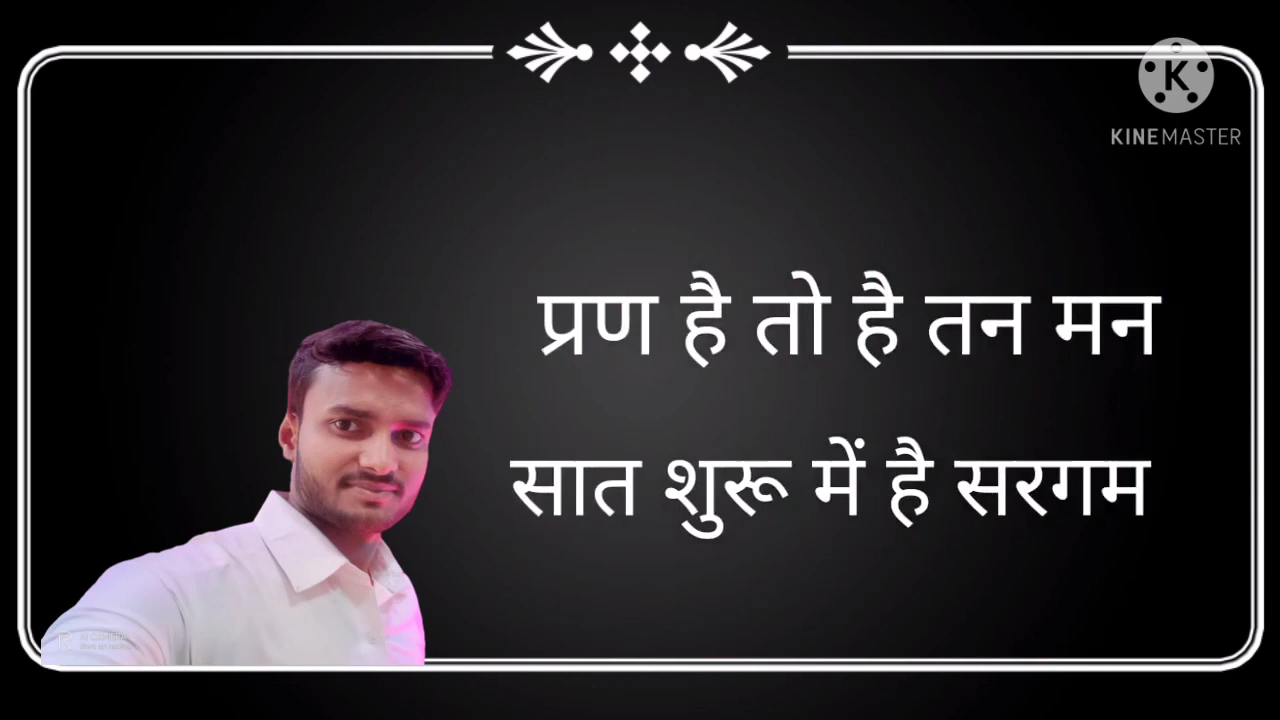 KINEMASTER
प्रण है तो है तन मन
सात शुरू में है सरगम